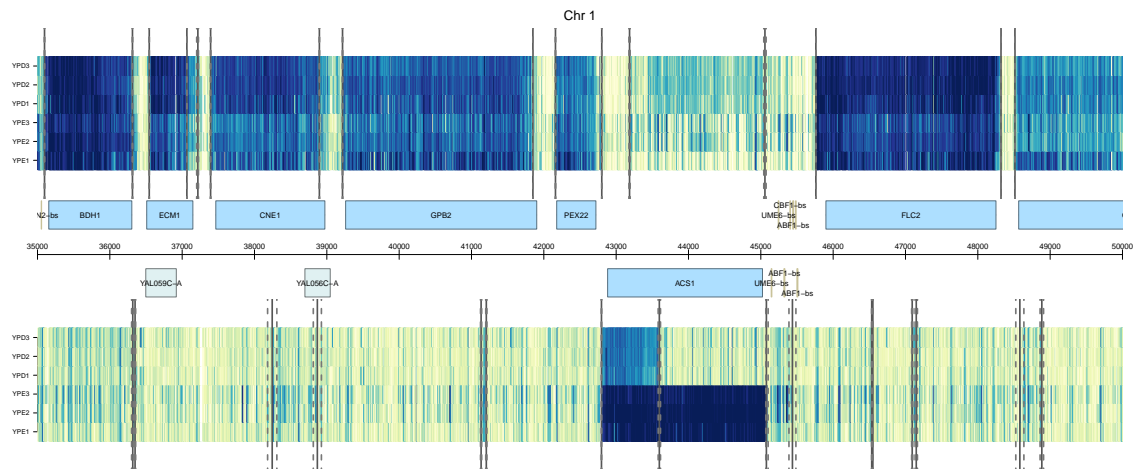 Chr 1
YPD3
YPD2
YPD1
YPE3
YPE2
YPE1
CBF1−bs
N2−bs BDH1 ECM1 CNE1 GPB2 PEX22 UME6−bs FLC2
ABF1−bs
35000 36000 37000 38000 39000 40000 41000 42000 43000 44000 45000 46000 47000 48000 49000 50000
ABF1−bs
YAL059C−A YAL056C−A ACS1 UME6−bs
ABF1−bs
YPD3
YPD2
YPD1
YPE3
YPE2
YPE1